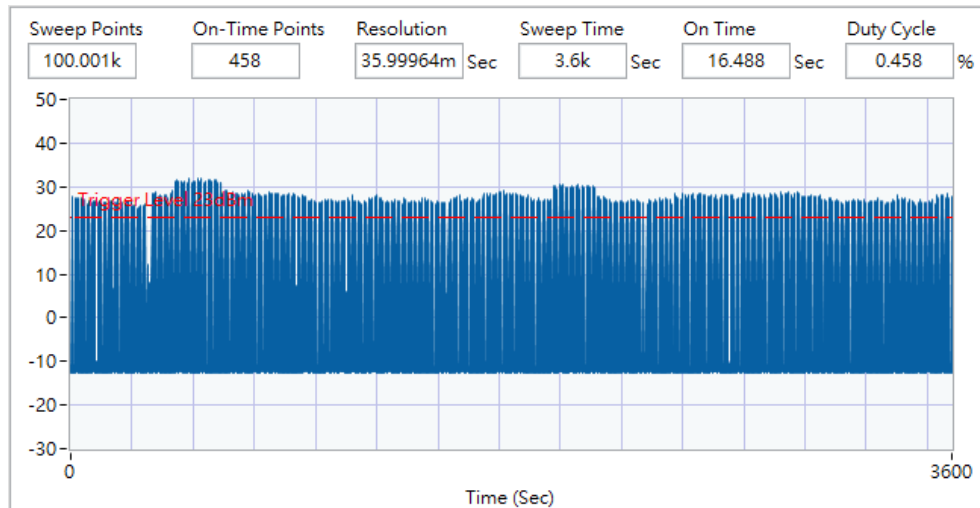 Sweep Points On-Time Points Resolution Sweep Time On Time Duty Cycle
100.001k 458 35.99964m Sec 3.6k Sec 16.488 Sec 0.458 %
50
40
30
Trigger Level 23dBm
20
10
0
-10
-20
-30
0 3600
Time (Sec)